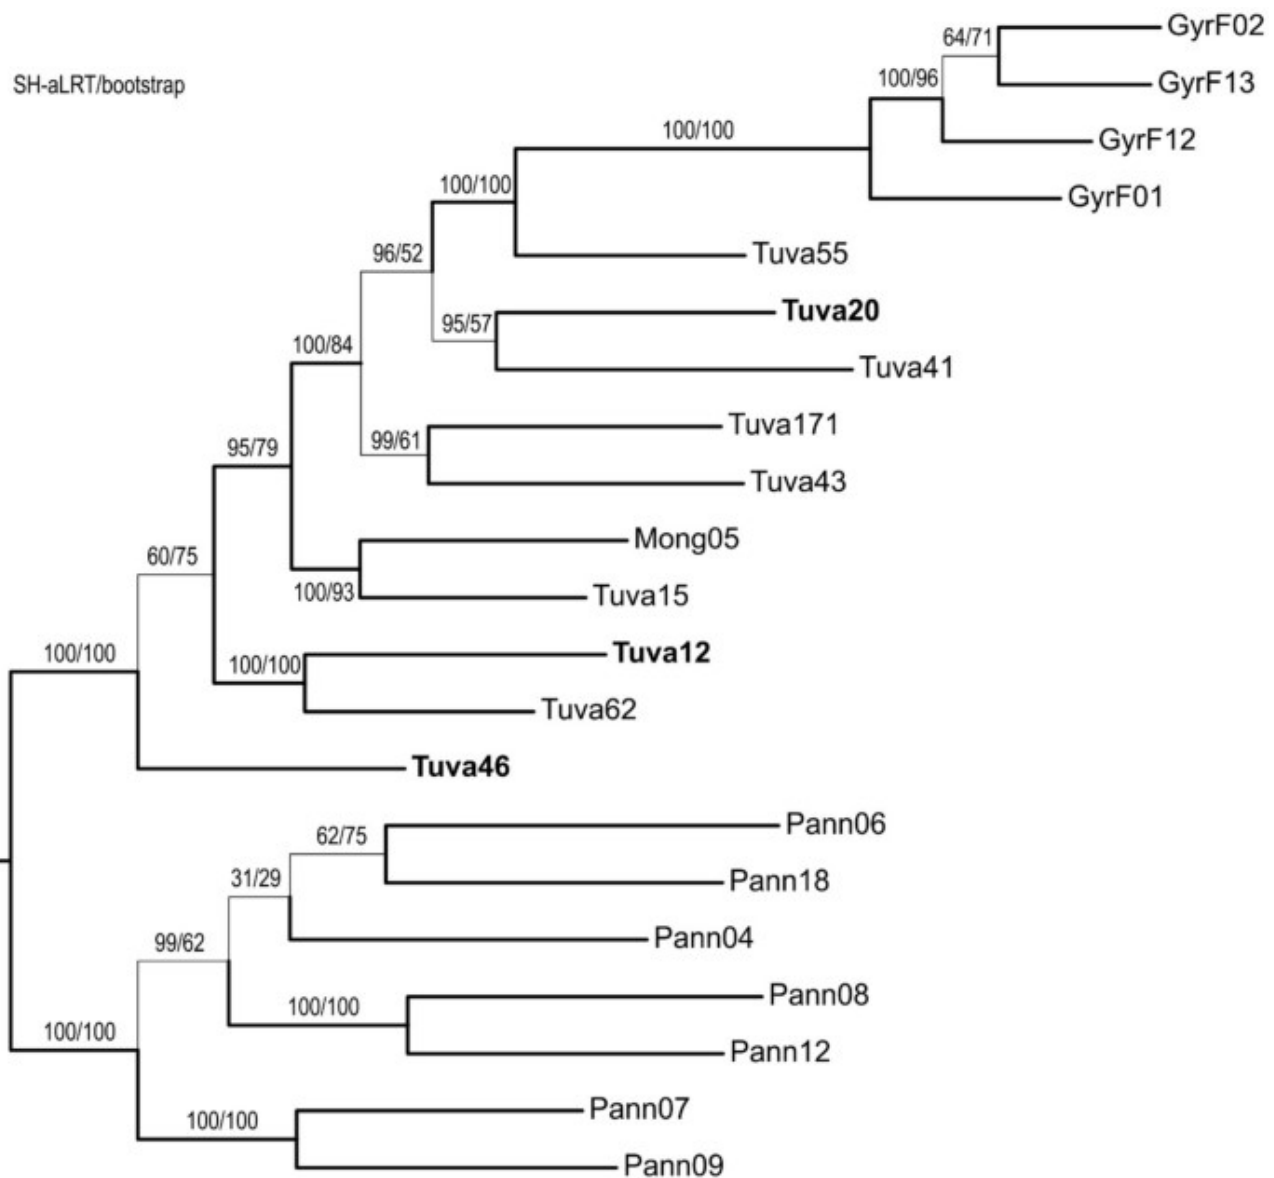 GyrF02
64/71
SH-aLRT/bootstrap
100/96
GyrF13
100/100
GyrF12
100/100
GyrF01
96/52
Tuva55
95/57
Tuva20
100/84
Tuva41
99/61
Tuva171
95/79
Tuva43
Mong05
60/75
100/93
Tuva15
100/100
100/100
Tuva12
Tuva62
Tuva46
62/75
Pann06
31/29
Pann18
99/62
Pann04
100/100
Pann08
100/100
Pann12
100/100
Pann07
Pann09